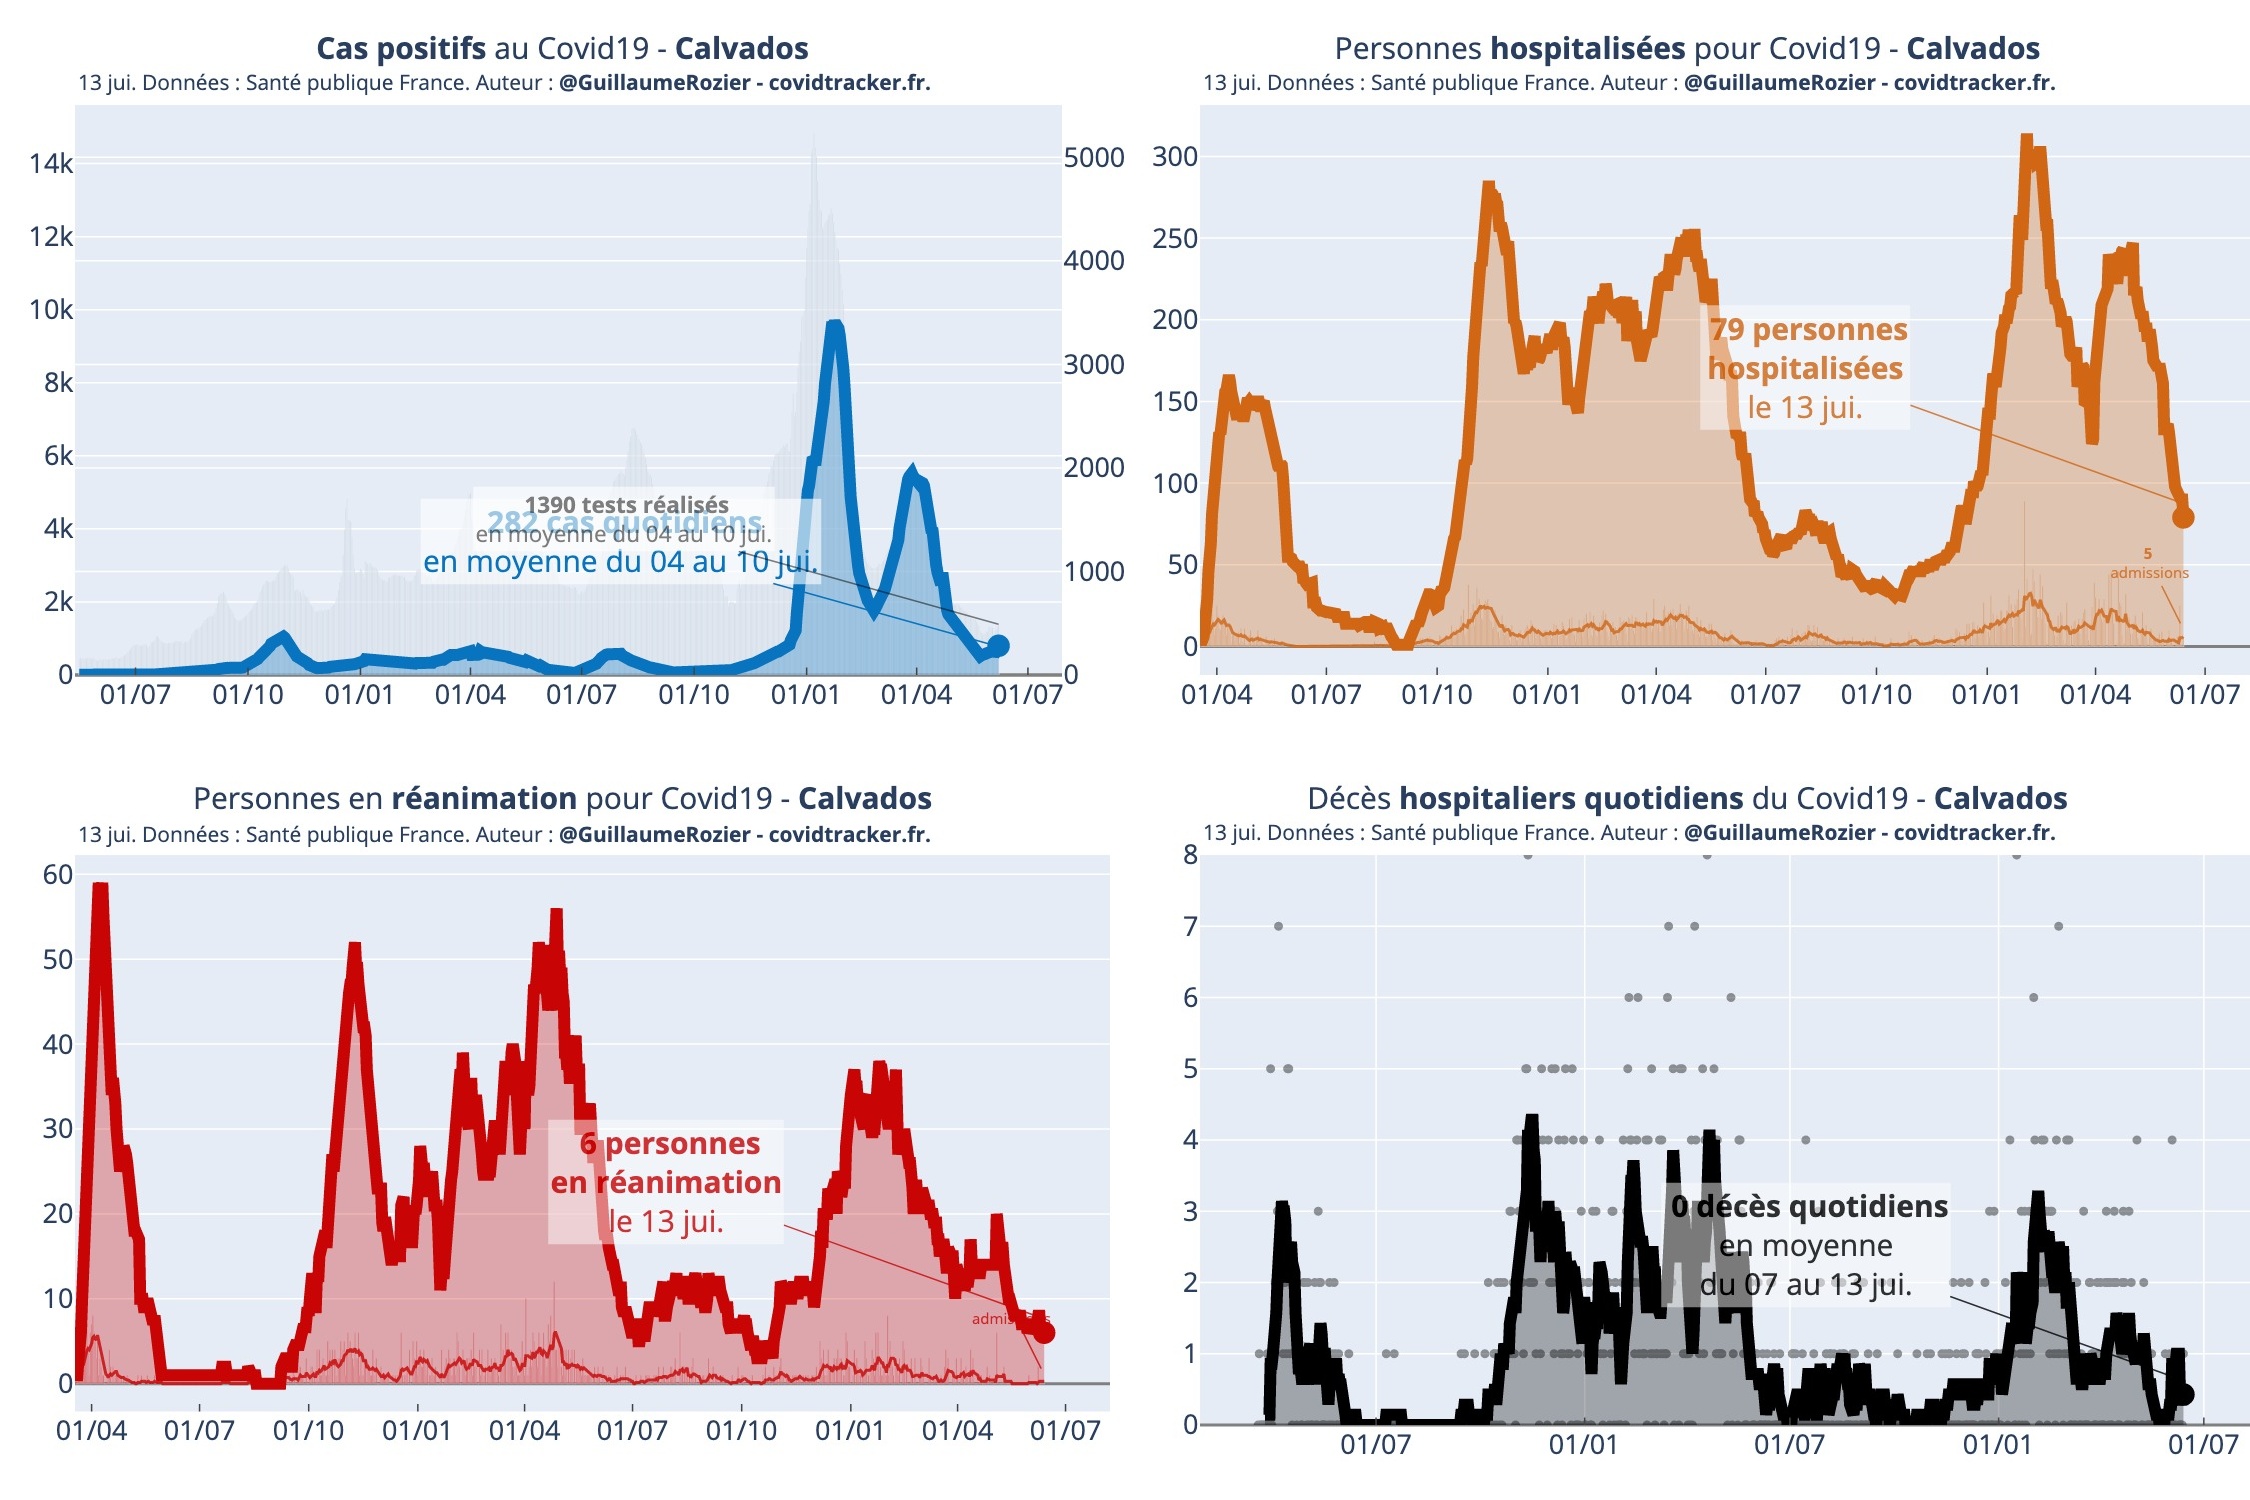 Cas positifs au Covid19 - Calvados
13 jui. Données : Santé publique France. Auteur : @GuillaumeRozier - covidtracker.fr.
14k
12k
10k
8k
6k
4k
2k
0
5000
4000
3000
2000
1000
0
1390 tests réalisés
282 cas quotidiens
en moyenne du 04 au 10 jui.
en moyenne du 04 au 10 jui.
01/07 01/10 01/01 01/04 01/07 01/10 01/01 01/04 01/07
Personnes hospitalisées pour Covid19 - Calvados
13 jui. Données : Santé publique France. Auteur : @GuillaumeRozier - covidtracker.fr.
300
250
200
150
100
50
0
79 personnes
hospitalisées
le 13 jui.
5
admissions
01/04 01/07 01/10 01/01 01/04 01/07 01/10 01/01 01/04 01/07
Personnes en réanimation pour Covid19 - Calvados
13 jui. Données : Santé publique France. Auteur : @GuillaumeRozier - covidtracker.fr.
60
50
40
30
20
10
0
6 personnes
en réanimation
le 13 jui.
admissions
01/04 01/07 01/10 01/01 01/04 01/07 01/10 01/01 01/04 01/07
Décès hospitaliers quotidiens du Covid19 - Calvados
13 jui. Données : Santé publique France. Auteur : @GuillaumeRozier - covidtracker.fr.
8
7
6
5
4
3
2
1
0
0 décès quotidiens
en moyenne
du 07 au 13 jui.
01/07 01/01 01/07 01/01 01/07